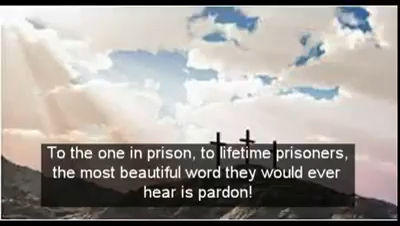 To the one in prison, to lifetime prisoners,
the most beautiful word they would ever
hear is pardon!